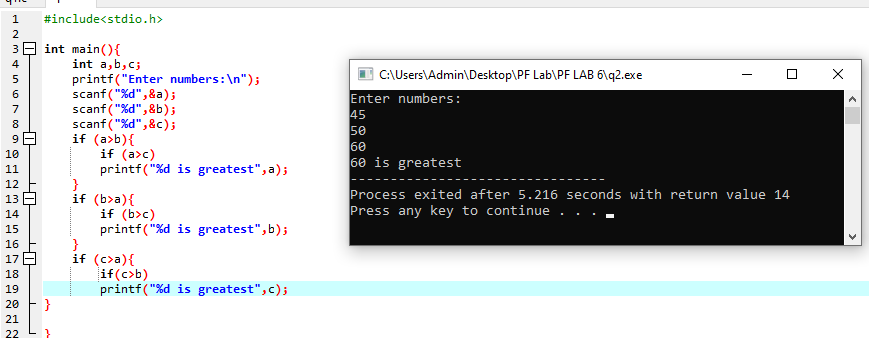 #include<stdio.h>
int main(){
int a,b,c;
printf("Enter numbers:\n");
scanf("%d",&a);
scanf("%d",&b);
scanf("%d",&c);
if (a>b){
if (a>c)
printf("%d is greatest",a);
}
if (b>a){
if (b>c)
printf("%d is greatest",b);
}
if (c>a){
if(c>b)
printf("%d is greatest",c);
}
}
1
2
3
4
5
6
7
8
9
10
11
12
13
14
15
16
17
18
19
20
21
22
C:\Users\Admin\Desktop\PF Lab\PF LAB 6\q2.exe
Enter numbers:
45
50
60
60 is greatest
--------------------------------
Process exited after 5.216 seconds with return value 14
Press any key to continue . . .